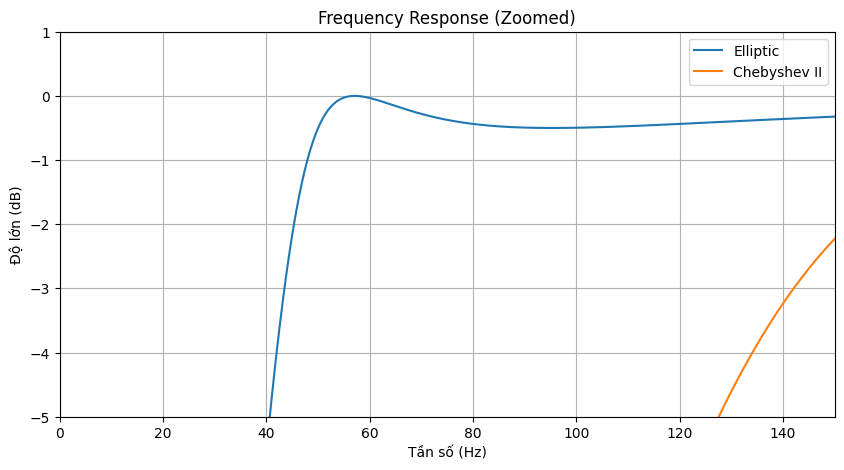 Frequency Response (Zoomed)
Elliptic
Chebyshev II
Độ lớn (dB)
1
0
−1
−2
−3
−4
−5
0 20 40 60 80 100 120 140
Tần số (Hz)